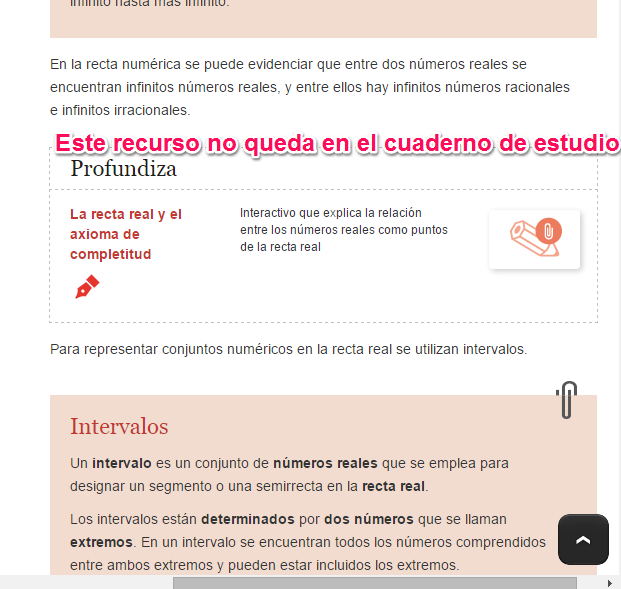 infinito hasta más infinito.
En la recta numérica se puede evidenciar que entre dos números reales se
encuentran infinitos números reales, y entre ellos hay infinitos números racionales
e infinitos irracionales.
Este recurso no queda en el cuaderno de estudio
Profundiza
La recta real y el
axioma de
completitud
Interactivo que explica la relación
entre los números reales como puntos
de la recta real
Para representar conjuntos numéricos en la recta real se utilizan intervalos.
Intervalos
Un intervalo es un conjunto de números reales que se emplea para
designar un segmento o una semirrecta en la recta real.
Los intervalos están determinados por dos números que se llaman
extremos. En un intervalo se encuentran todos los números comprendidos
entre ambos extremos y pueden estar incluidos los extremos.